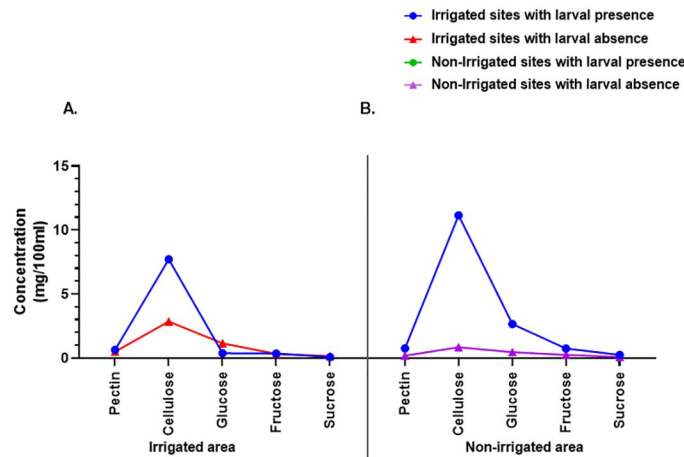 Irrigated sites with larval presence
Irrigated sites with larval absence
Non-Irrigated sites with larval presence
Non-Irrigated sites with larval absence
A.
B.
Concentration
(mg/100ml)
15
10
5
0
Pectin
Cellulose
Glucose
Fructose
Sucrose
Irrigated area
Pectin
Cellulose
Glucose
Fructose
Sucrose
Non-irrigated area